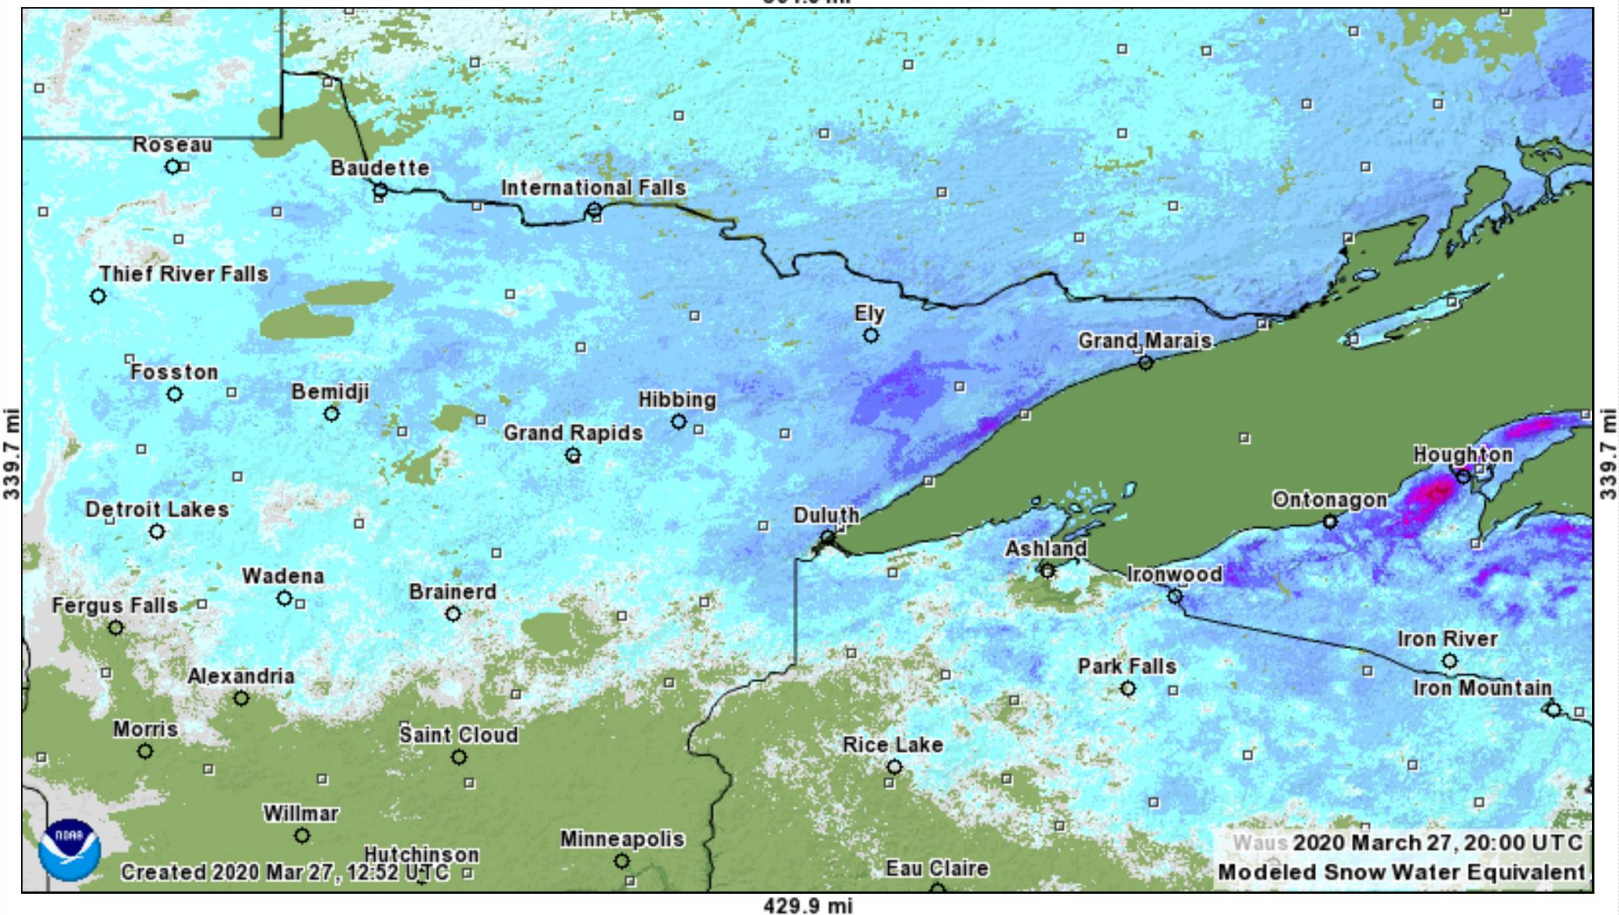 339.7 mi
Roseau
Baudette
International Falls
Thief River Falls
Ely
Grand Marais
Fosston
Bemidji
Hibbing
Grand Rapids
Houghton
Ontonagon
Detroit Lakes
Duluth
Ashland
Ironwood
Wadena
Brainerd
Fergus Falls
Iron River
Park Falls
Alexandria
Iron Mountain
Morris
Saint Cloud
Rice Lake
Willmar
Minneapolis
Hutchinson
Eau Claire
NOAA
Created 2020 Mar 27, 12:52 UTC
Waus
2020 March 27, 20:00 UTC
Modeled Snow Water Equivalent
339.7 mi
429.9 mi